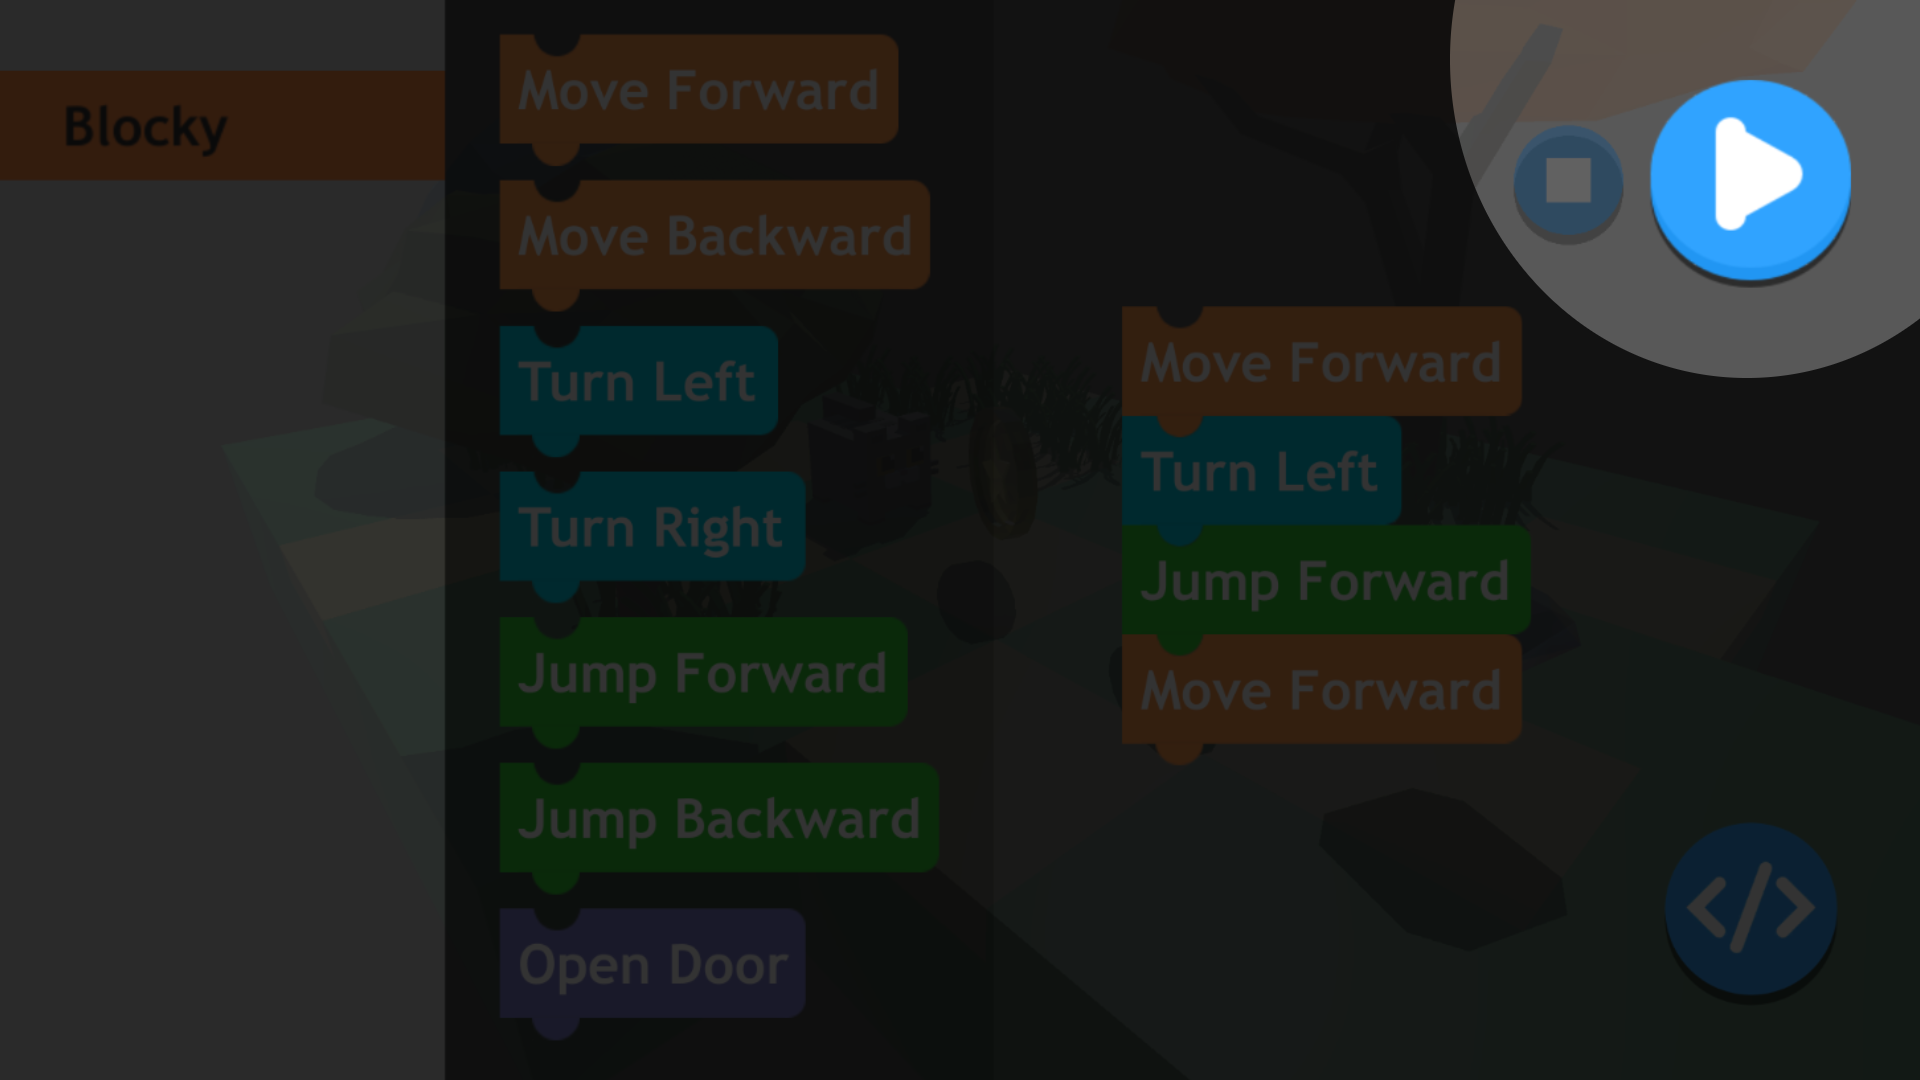 Blocky
Move Forward
Move Backward
Turn Left
Turn Right
Jump Forward
Jump Backward
Open Door
Move Forward
Turn Left
Jump Forward
Move Forward
</>